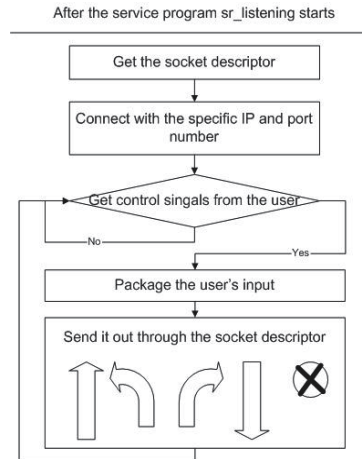 After the service program sr_listening starts
Get the socket descriptor
Connect with the specific IP and port
number
Get control singals from the user
No
Yes
Package the user's input
Send it out through the socket descriptor